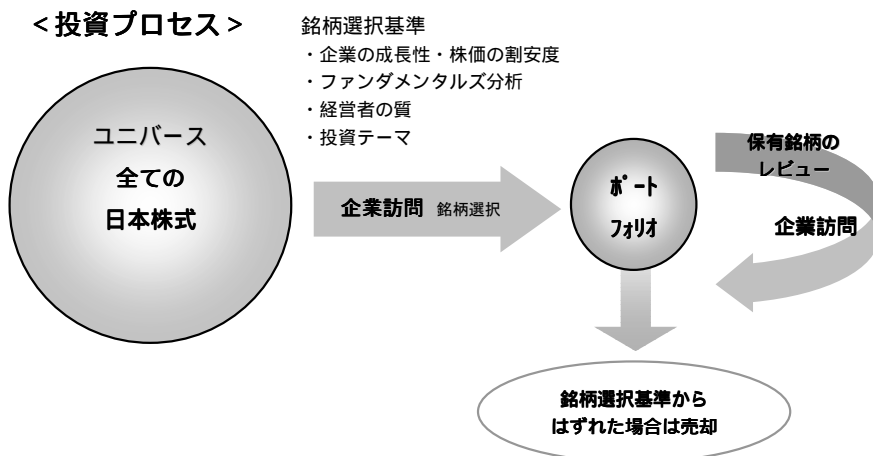 ＜投資プロセス＞
銘柄選択基準
・企業の成長性・株価の割安度
・ファンダメンタルズ分析
・経営者の質
・投資テーマ
ユニバース
全ての
日本株式
企業訪問 銘柄選択
ﾎﾟｰﾄ
ﾌｫﾘｵ
保有銘柄の
レビュー
企業訪問
銘柄選択基準から
はずれた場合は売却